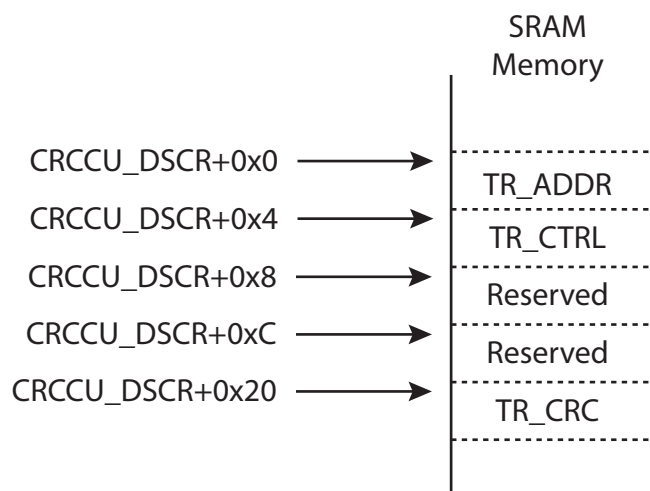 SRAM
Memory
CRCCU_DSCR+0x0
TR_ADDR
CRCCU_DSCR+0x4
TR_CTRL
CRCCU_DSCR+0x8
Reserved
CRCCU_DSCR+0xC
Reserved
CRCCU_DSCR+0x20
TR_CRC